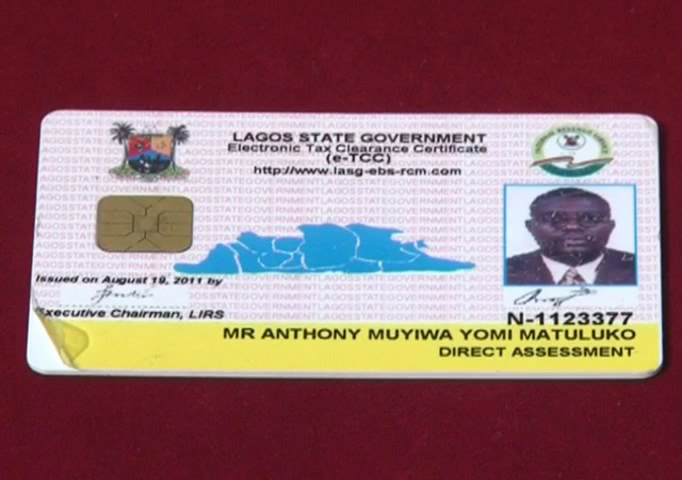 LAGOS STATE GOVERNMENT
Electronic Tax Clearance Certificate
(e-TCC)
http://www.lasg-ebs-rcm.com
Issued on August 19, 2011 by
Executive Chairman, LIRS
N-1123377
MR ANTHONY MUYIWA YOMI MATULUKO
DIRECT ASSESSMENT